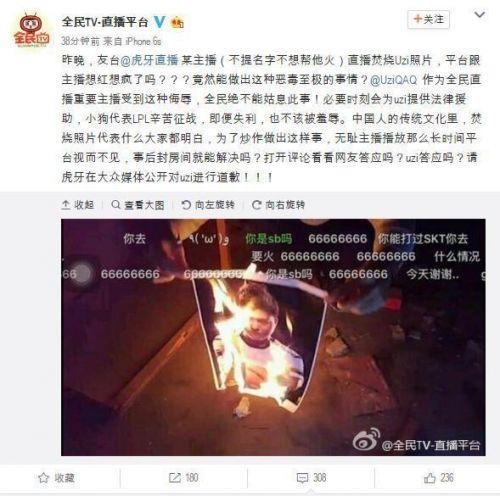 全民TV-直播平台
+关注
38分钟前 来自 iPhone 6s
昨晚，友台@虎牙直播 某主播（不提名字不想帮他火）直播焚烧Uzi照片，平台跟
主播想红想疯了吗？？？竟然能做出这种恶毒至极的事情？@UziQAQ 作为全民直
播重要主播受到这种侮辱，全民绝不能姑息此事！必要时刻会为uzi提供法律援
助，小狗代表LPL辛苦征战，即便失利，也不该被羞辱。中国人的传统文化里，焚
烧照片代表什么大家都明白，为了炒作做出这样事，无耻主播播放那么长时间平
台视而不见，事后封房间就能解决吗？打开评论看看网友答应吗？uzi答应吗？请
虎牙在大众媒体公开对uzi进行道歉！！！
收起 查看大图 向左旋转 向右旋转
你去 ٩( 'ω' )و 你是sb吗 66666666 你能打过SKT你去
要火 66666666 66666666 什么情况
66666666 66666666 你是sb吗 66666666 今天谢谢..
@全民TV-直播平台
收藏 180 308 236